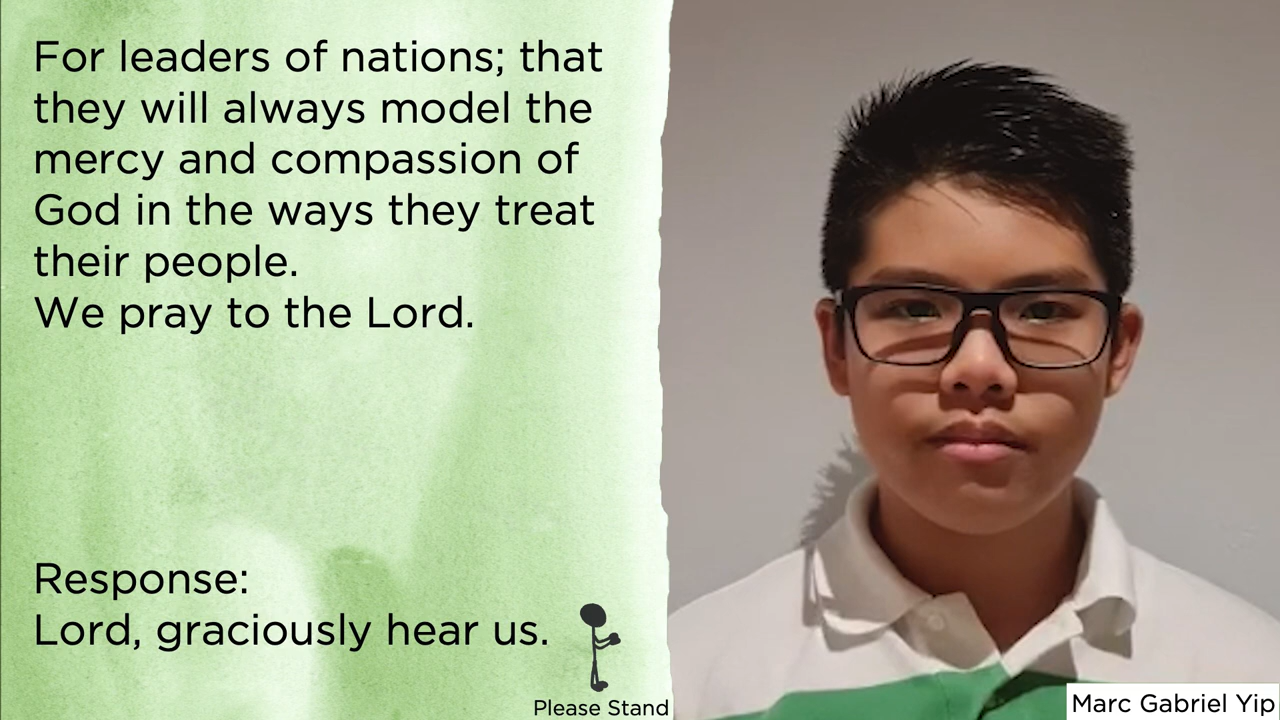 For leaders of nations; that
they will always model the
mercy and compassion of
God in the ways they treat
their people.
We pray to the Lord.
Response:
Lord, graciously hear us.
Please Stand
Marc Gabriel Yip